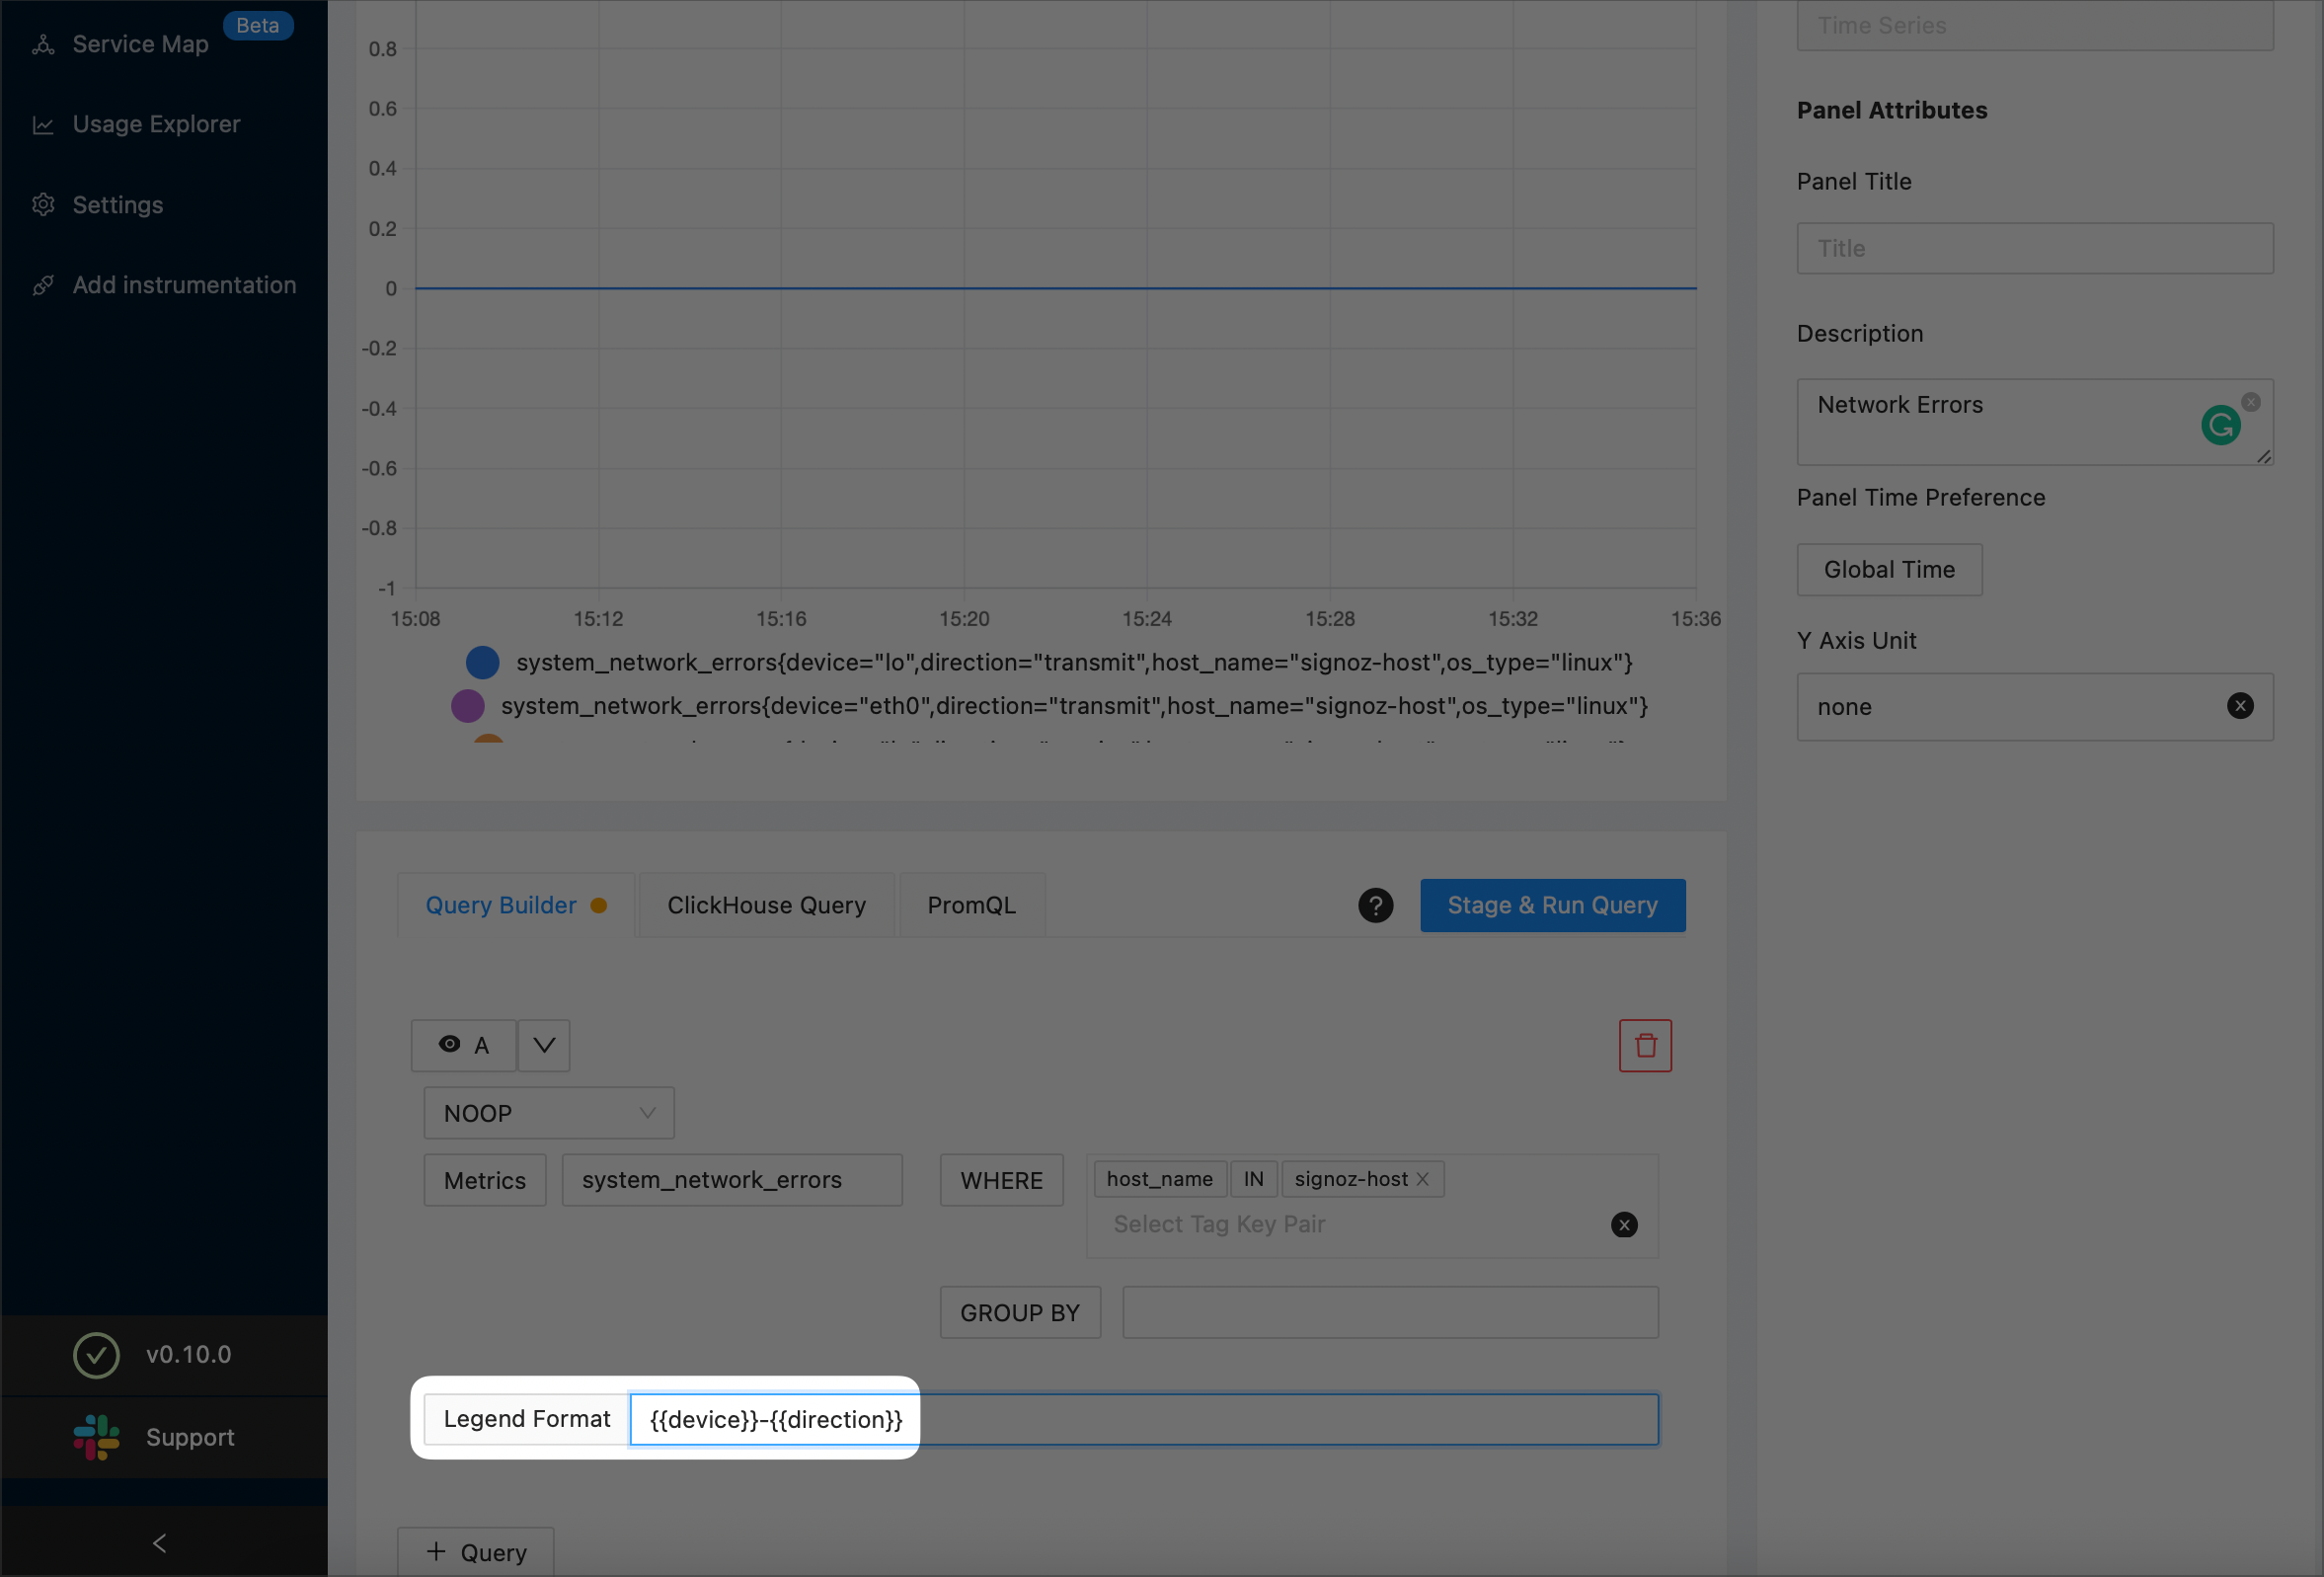 Service Map
Beta
Usage Explorer
Settings
Add instrumentation
v0.10.0
Support
0.8
0.6
0.4
0.2
0
-0.2
-0.4
-0.6
-0.8
-1
15:08 15:12 15:16 15:20 15:24 15:28 15:32 15:36
system_network_errors{device="lo",direction="transmit",host_name="signoz-host",os_type="linux"}
system_network_errors{device="eth0",direction="transmit",host_name="signoz-host",os_type="linux"}
Query Builder ClickHouse Query PromQL ? Stage & Run Query
A
NOOP
Metrics system_network_errors WHERE host_name IN signoz-host
Select Tag Key Pair
GROUP BY
Legend Format {{device}}-{{direction}}
+ Query
Time Series
Panel Attributes
Panel Title
Title
Description
Network Errors
Panel Time Preference
Global Time
Y Axis Unit
none